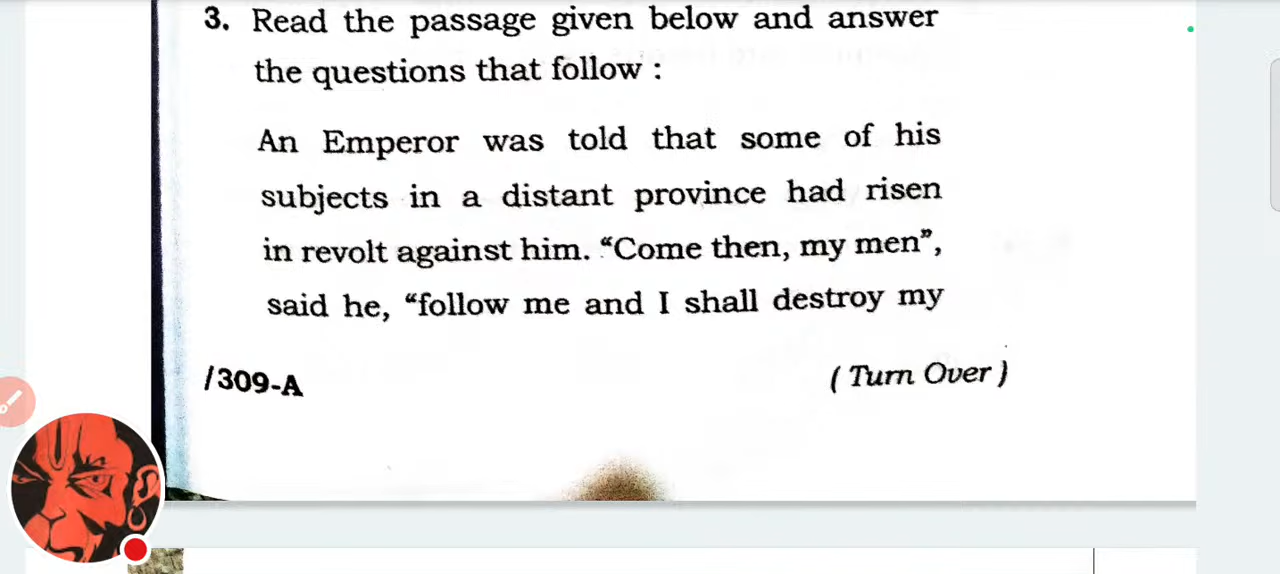 3. Read the passage given below and answer
the questions that follow :
An Emperor was told that some of his
subjects in a distant province had risen
in revolt against him. “Come then, my men”,
said he, “follow me and I shall destroy my
/309-A
( Turn Over )